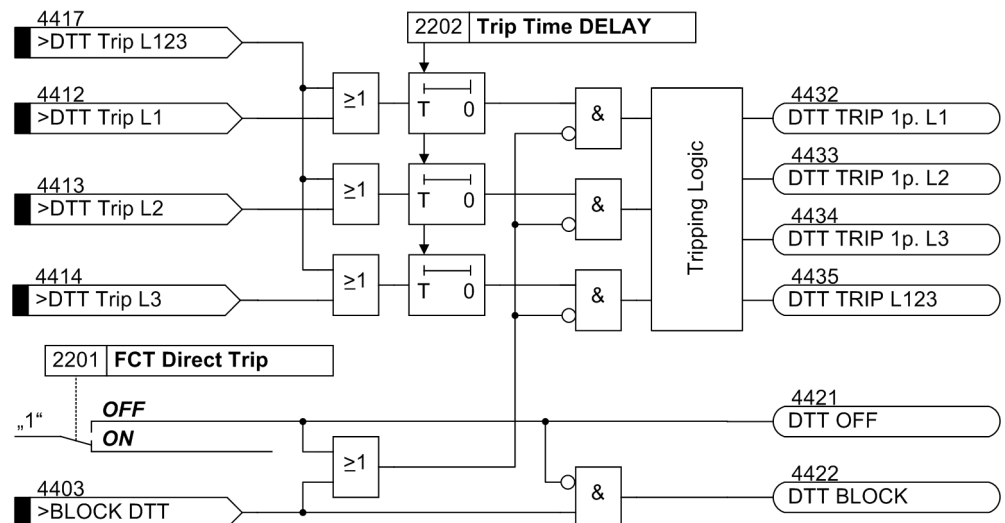 4417
>DTT Trip L123
2202 Trip Time DELAY
4412
>DTT Trip L1
≥1
T 0
&
4432
DTT TRIP 1p. L1
4413
>DTT Trip L2
≥1
T 0
&
Tripping Logic
4433
DTT TRIP 1p. L2
4434
DTT TRIP 1p. L3
4414
>DTT Trip L3
≥1
T 0
&
4435
DTT TRIP L123
2201 FCT Direct Trip
„1“
OFF
ON
4421
DTT OFF
4403
>BLOCK DTT
≥1
&
4422
DTT BLOCK